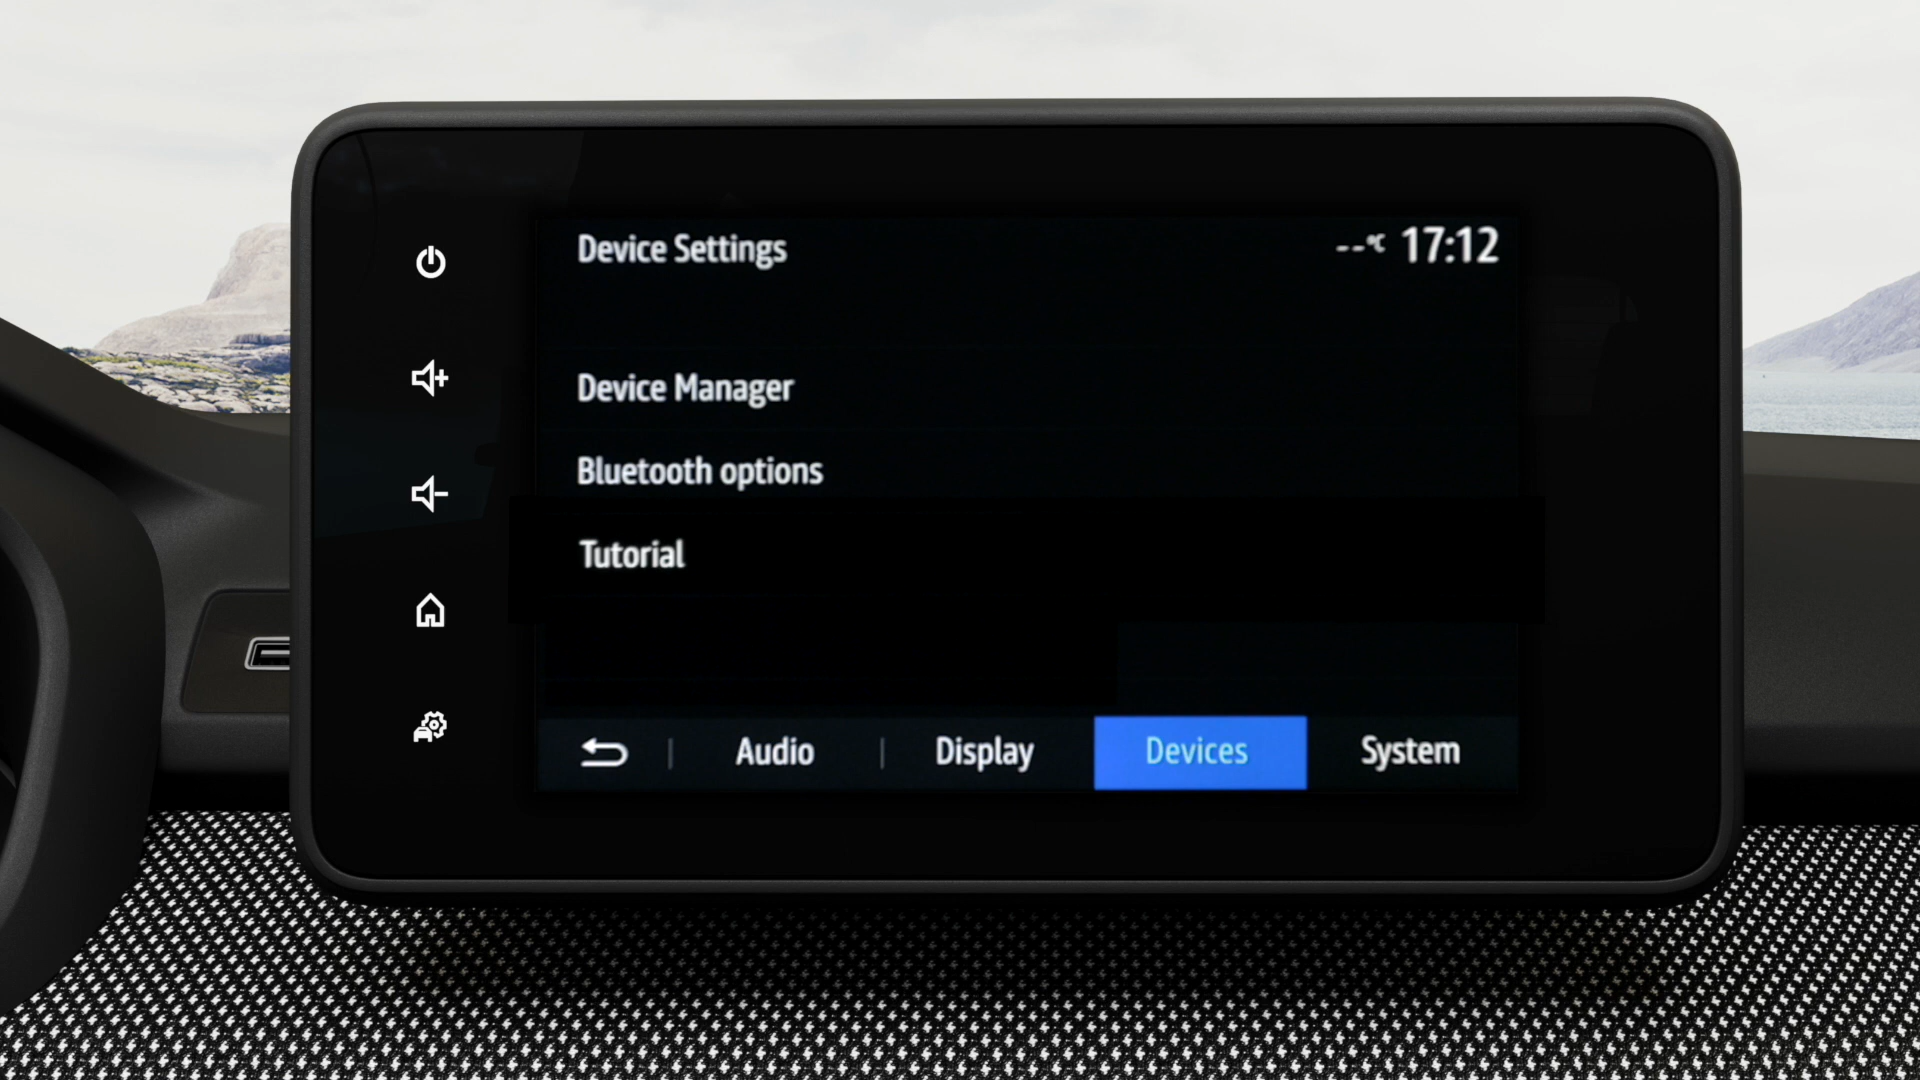 Device Settings
--°C 17:12
Device Manager
Bluetooth options
Tutorial
Audio
Display
Devices
System